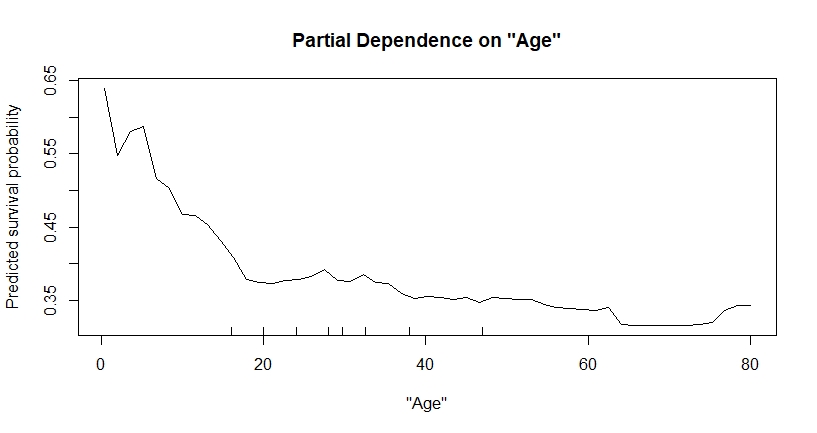 Partial Dependence on "Age"
Predicted survival probability
0.65
0.55
0.45
0.35
0 20 40 60 80
"Age"